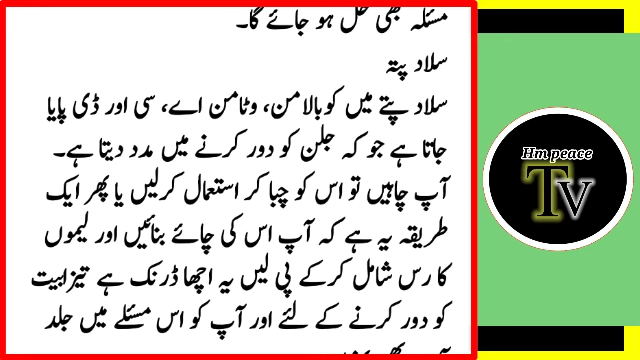 مسئلہ بھی حل ہو جائے گا۔
سلاد پتہ
سلاد پتے میں کوبالامن، وٹامن اے، سی اور ڈی پایا
جاتا ہے جو کہ جلن کو دور کرنے میں مدد دیتا ہے۔
آپ چاہیں تو اس کو چبا کر استعمال کرلیں یا پھر ایک
طریقہ یہ ہے کہ آپ اس کی چائے بنائیں اور لیموں
کا رس شامل کرکے پی لیں یہ اچھا ڈرنک ہے تیزابیت
کو دور کرنے کے لئے اور آپ کو اس مسئلے میں جلد
Hm peace
TV